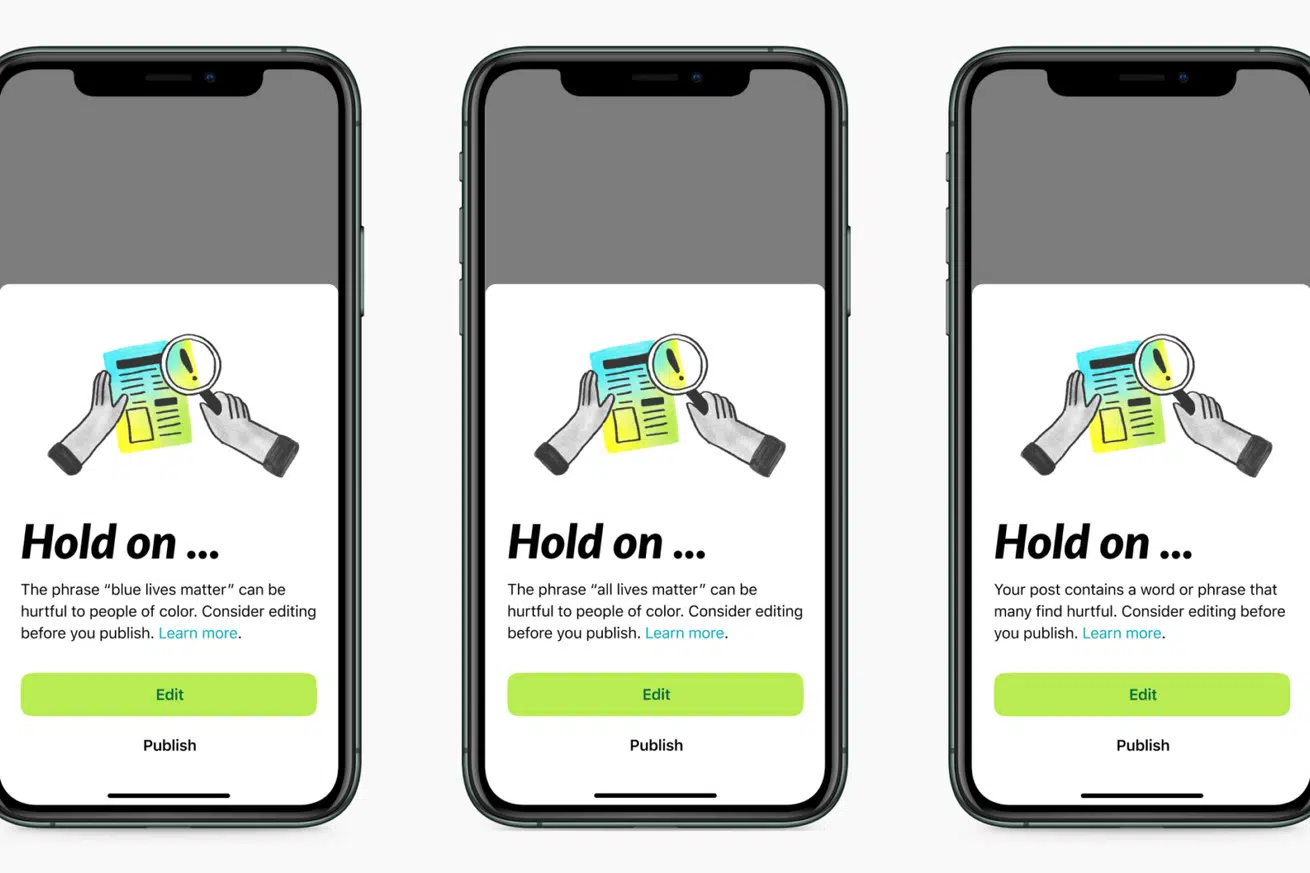 Hold on ...
The phrase “blue lives matter” can be
hurtful to people of color. Consider editing
before you publish. Learn more.
Edit
Publish
Hold on ...
The phrase “all lives matter” can be
hurtful to people of color. Consider editing
before you publish. Learn more.
Edit
Publish
Hold on ...
Your post contains a word or phrase that
many find hurtful. Consider editing before
you publish. Learn more.
Edit
Publish